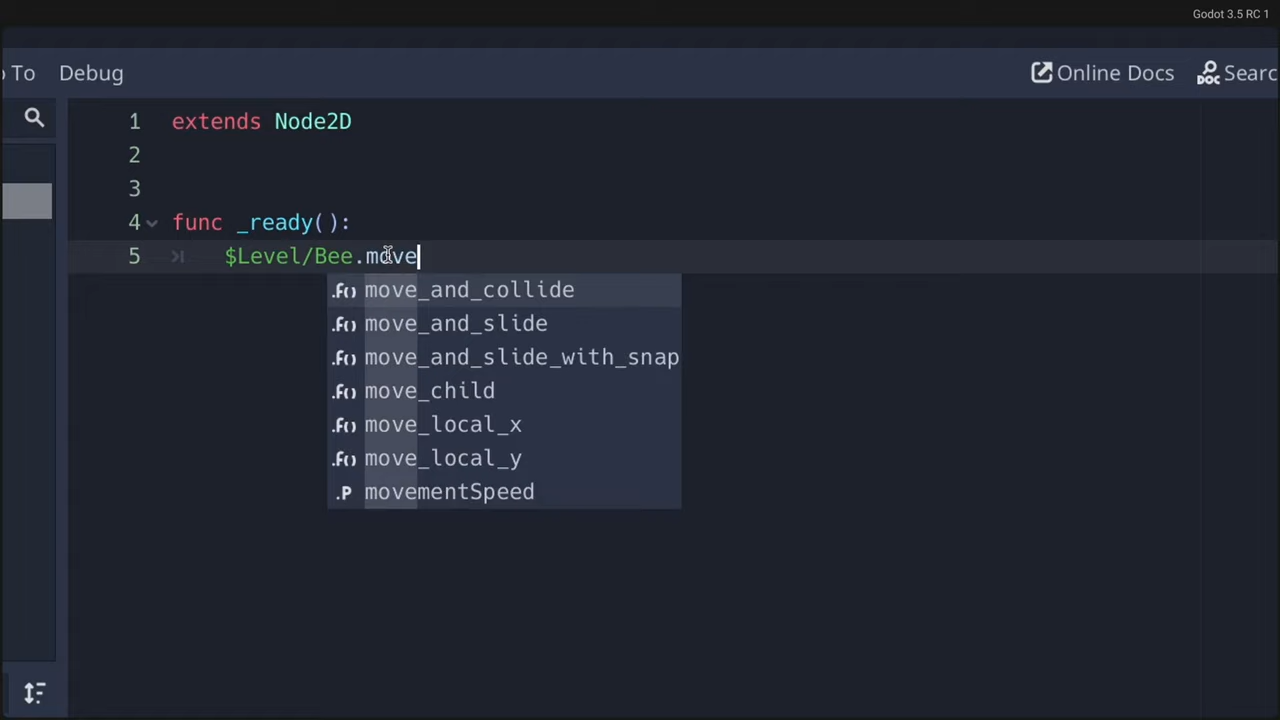 Godot 3.5 RC 1
o To Debug Online Docs Searc
1 extends Node2D
2
3
4 func _ready():
5 $Level/Bee.move
.F() move_and_collide
.F() move_and_slide
.F() move_and_slide_with_snap
.F() move_child
.F() move_local_x
.F() move_local_y
.P movementSpeed